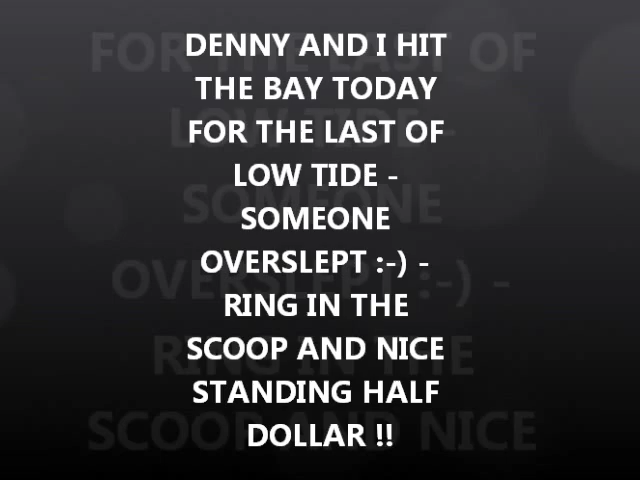 DENNY AND I HIT
THE BAY TODAY
FOR THE LAST OF
LOW TIDE -
SOMEONE
OVERSLEPT :-) -
RING IN THE
SCOOP AND NICE
STANDING HALF
DOLLAR !!